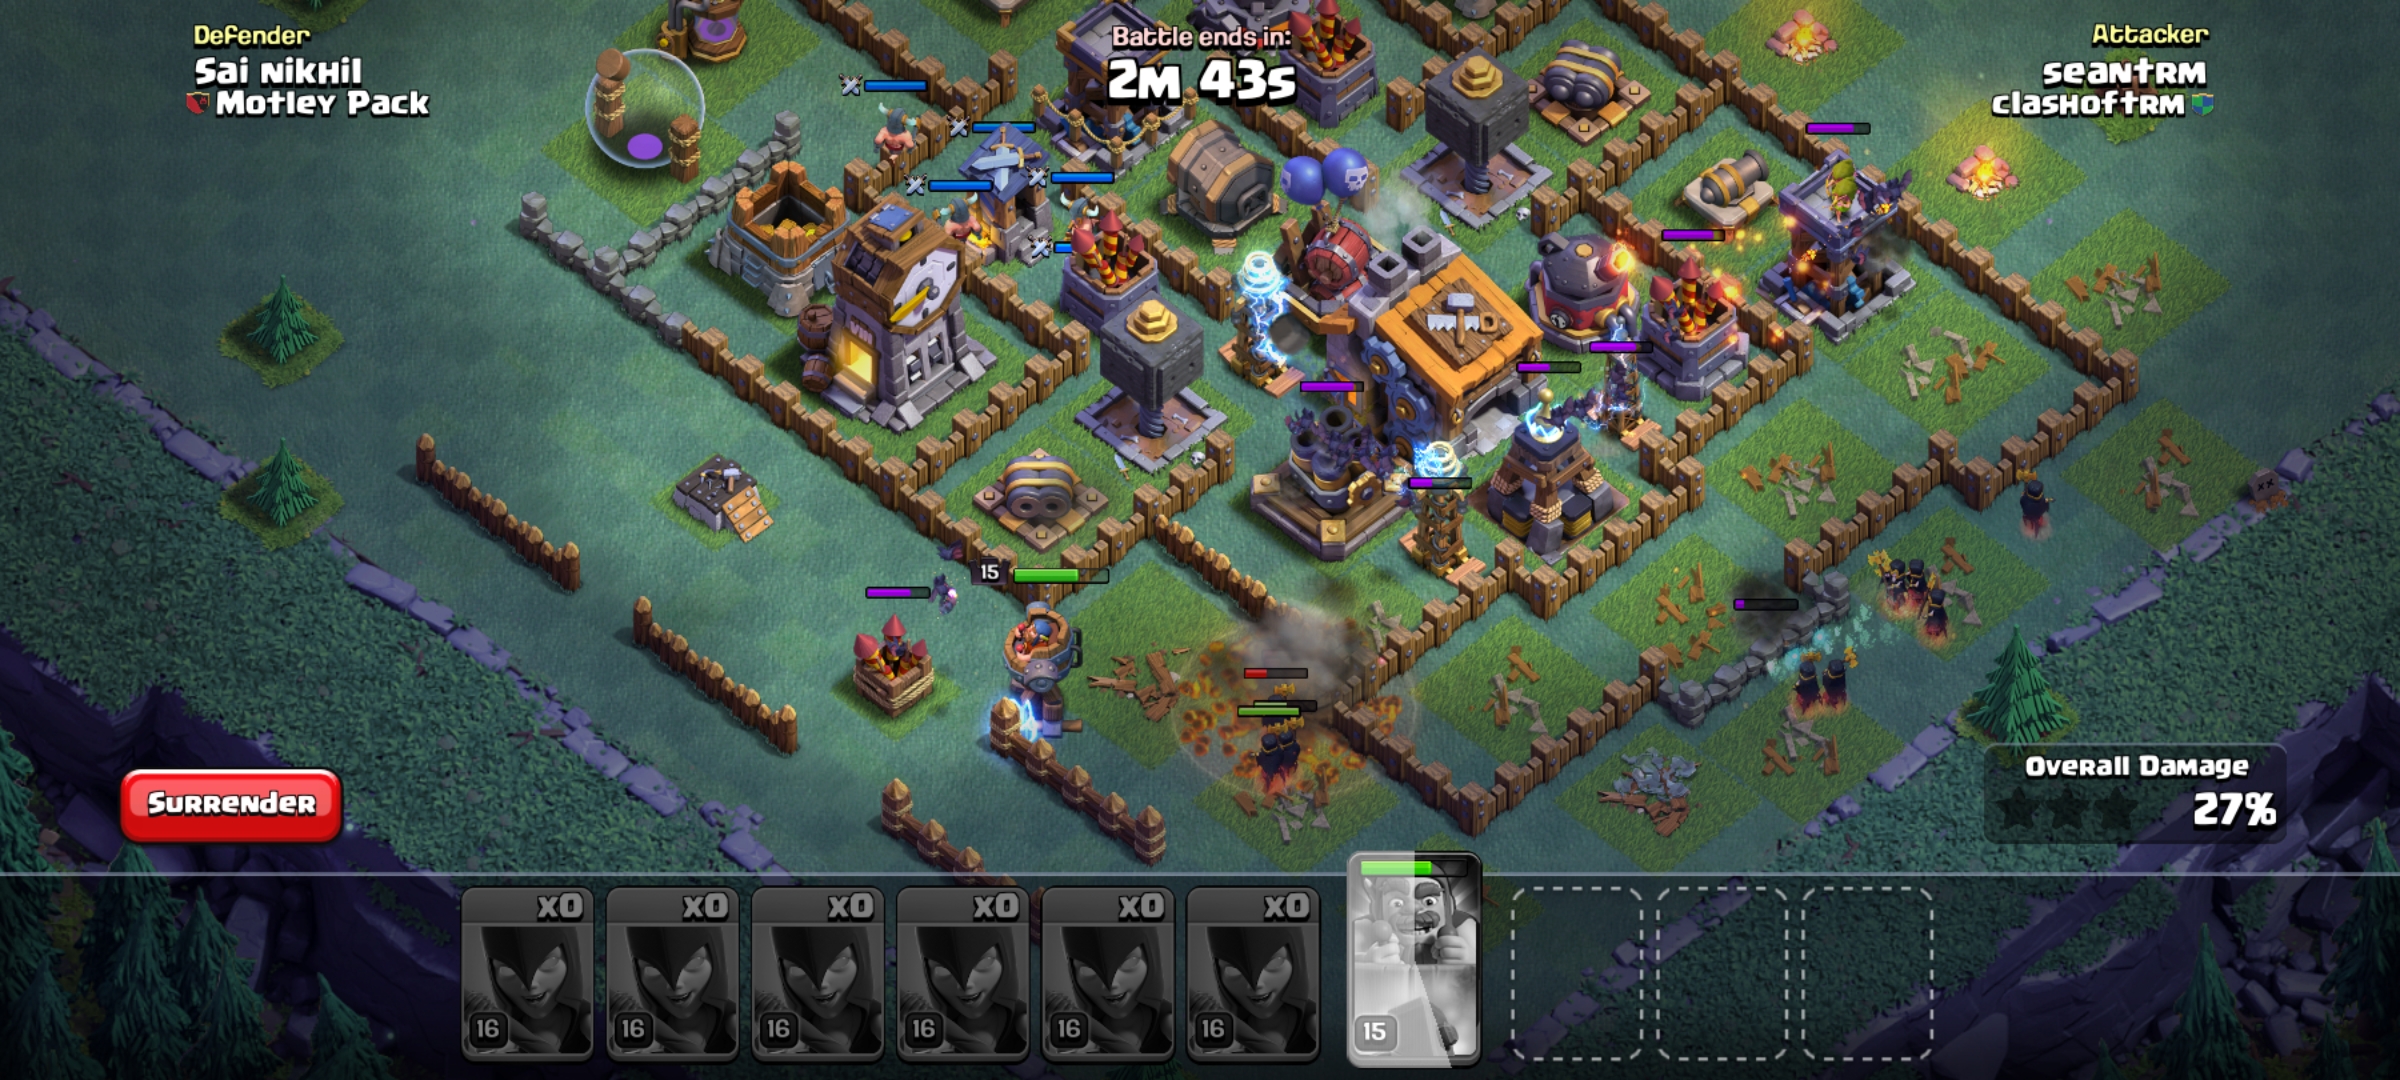 Defender
Sai Nikhil
Motley Pack
Battle ends in:
2M 43s
Attacker
seantRM
clashoftRM
15
Surrender
Overall Damage
27%
x0
x0
x0
x0
x0
x0
16
16
16
16
16
16
15